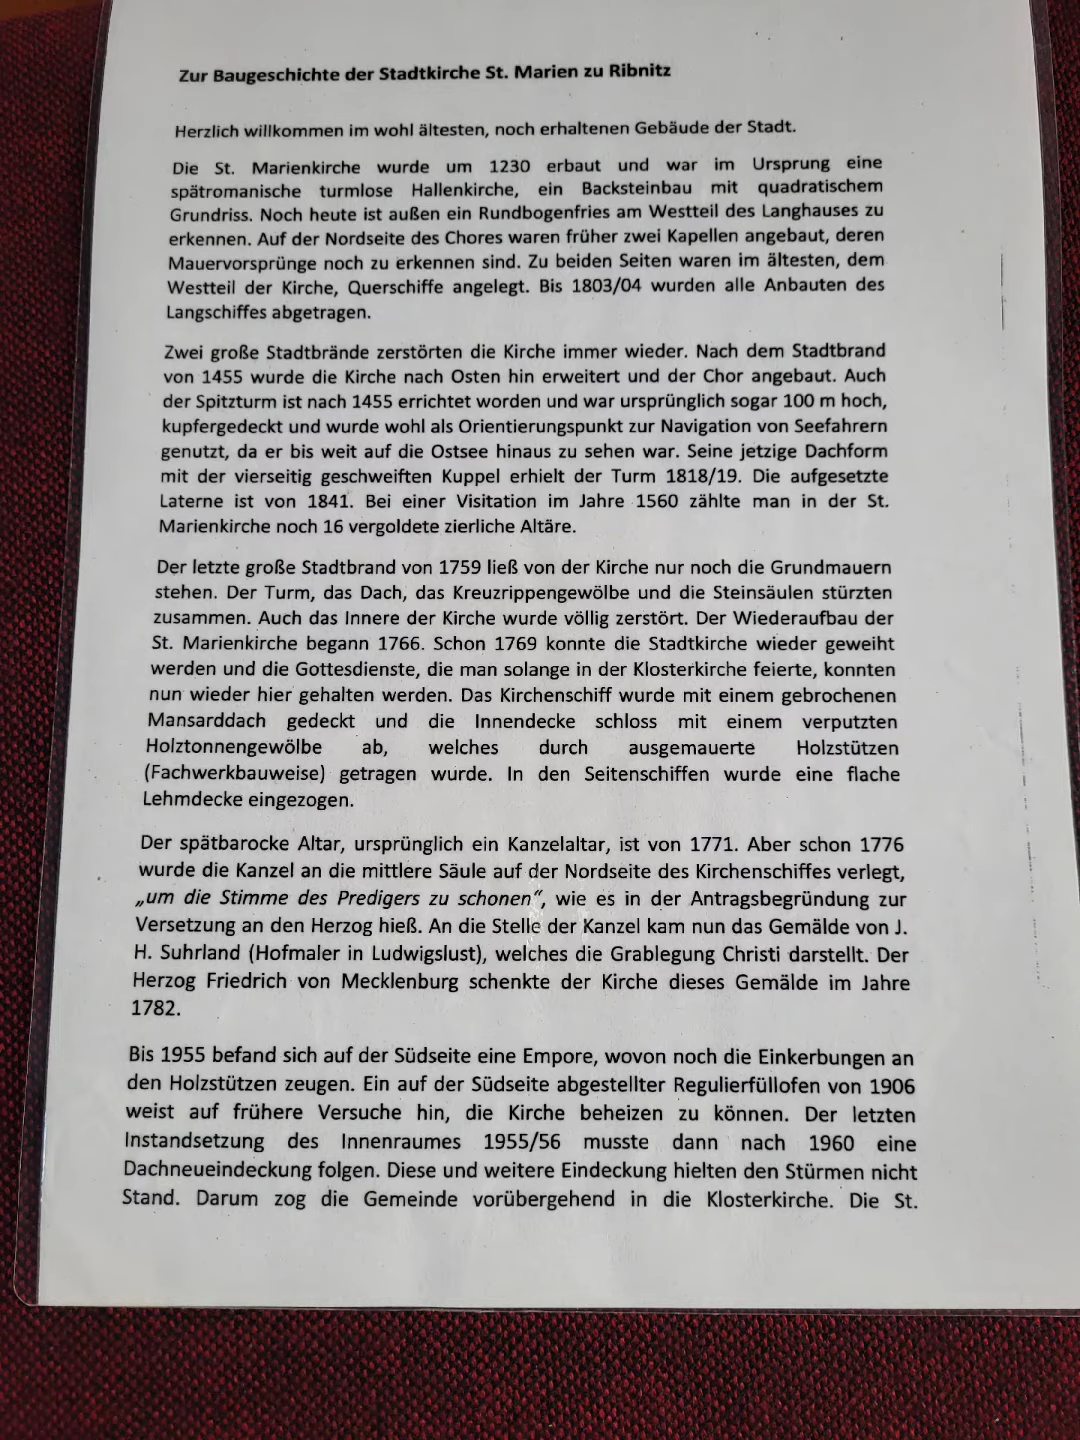 Zur Baugeschichte der Stadtkirche St. Marien zu Ribnitz
Herzlich willkommen im wohl ältesten, noch erhaltenen Gebäude der Stadt.
Die St. Marienkirche wurde um 1230 erbaut und war im Ursprung eine
spätromanische turmlose Hallenkirche, ein Backsteinbau mit quadratischem
Grundriss. Noch heute ist außen ein Rundbogenfries am Westteil des Langhauses zu
erkennen. Auf der Nordseite des Chores waren früher zwei Kapellen angebaut, deren
Mauervorsprünge noch zu erkennen sind. Zu beiden Seiten waren im ältesten, dem
Westteil der Kirche, Querschiffe angelegt. Bis 1803/04 wurden alle Anbauten des
Langschiffes abgetragen.
Zwei große Stadtbrände zerstörten die Kirche immer wieder. Nach dem Stadtbrand
von 1455 wurde die Kirche nach Osten hin erweitert und der Chor angebaut. Auch
der Spitzturm ist nach 1455 errichtet worden und war ursprünglich sogar 100 m hoch,
kupfergedeckt und wurde wohl als Orientierungspunkt zur Navigation von Seefahrern
genutzt, da er bis weit auf die Ostsee hinaus zu sehen war. Seine jetzige Dachform
mit der vierseitig geschweiften Kuppel erhielt der Turm 1818/19. Die aufgesetzte
Laterne ist von 1841. Bei einer Visitation im Jahre 1560 zählte man in der St.
Marienkirche noch 16 vergoldete zierliche Altäre.
Der letzte große Stadtbrand von 1759 ließ von der Kirche nur noch die Grundmauern
stehen. Der Turm, das Dach, das Kreuzrippengewölbe und die Steinsäulen stürzten
zusammen. Auch das Innere der Kirche wurde völlig zerstört. Der Wiederaufbau der
St. Marienkirche begann 1766. Schon 1769 konnte die Stadtkirche wieder geweiht
werden und die Gottesdienste, die man solange in der Klosterkirche feierte, konnten
nun wieder hier gehalten werden. Das Kirchenschiff wurde mit einem gebrochenen
Mansarddach gedeckt und die Innendecke schloss mit einem verputzten
Holztonnengewölbe ab, welches durch ausgemauerte Holzstützen
(Fachwerkbauweise) getragen wurde. In den Seitenschiffen wurde eine flache
Lehmdecke eingezogen.
Der spätbarocke Altar, ursprünglich ein Kanzelaltar, ist von 1771. Aber schon 1776
wurde die Kanzel an die mittlere Säule auf der Nordseite des Kirchenschiffes verlegt,
„um die Stimme des Predigers zu schonen“, wie es in der Antragsbegründung zur
Versetzung an den Herzog hieß. An die Stelle der Kanzel kam nun das Gemälde von J.
H. Suhrland (Hofmaler in Ludwigslust), welches die Grablegung Christi darstellt. Der
Herzog Friedrich von Mecklenburg schenkte der Kirche dieses Gemälde im Jahre
1782.
Bis 1955 befand sich auf der Südseite eine Empore, wovon noch die Einkerbungen an
den Holzstützen zeugen. Ein auf der Südseite abgestellter Regulierfüllofen von 1906
weist auf frühere Versuche hin, die Kirche beheizen zu können. Der letzten
Instandsetzung des Innenraumes 1955/56 musste dann nach 1960 eine
Dachneueindeckung folgen. Diese und weitere Eindeckung hielten den Stürmen nicht
Stand. Darum zog die Gemeinde vorübergehend in die Klosterkirche. Die St.